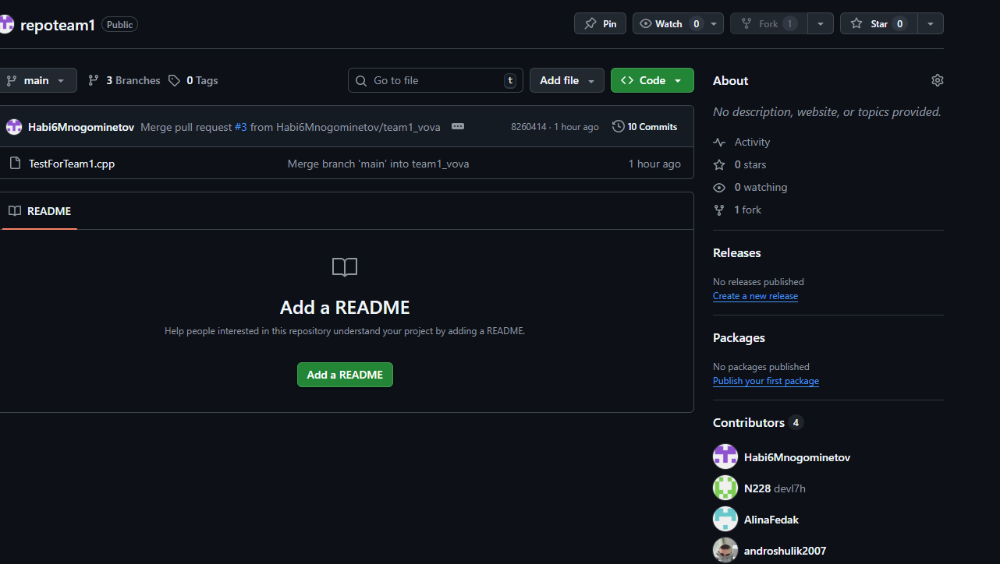 repoteam1 Public
Pin Watch 0 Fork 1 Star 0
main 3 Branches 0 Tags Go to file t Add file Code
Habi6Mnogominetov Merge pull request #3 from Habi6Mnogominetov/team1_vova 8260414 · 1 hour ago 10 Commits
TestForTeam1.cpp Merge branch 'main' into team1_vova 1 hour ago
README
Add a README
Help people interested in this repository understand your project by adding a README.
Add a README
About
No description, website, or topics provided.
Activity
0 stars
0 watching
1 fork
Releases
No releases published
Create a new release
Packages
No packages published
Publish your first package
Contributors 4
Habi6Mnogominetov
N228 devl7h
AlinaFedak
androshulik2007